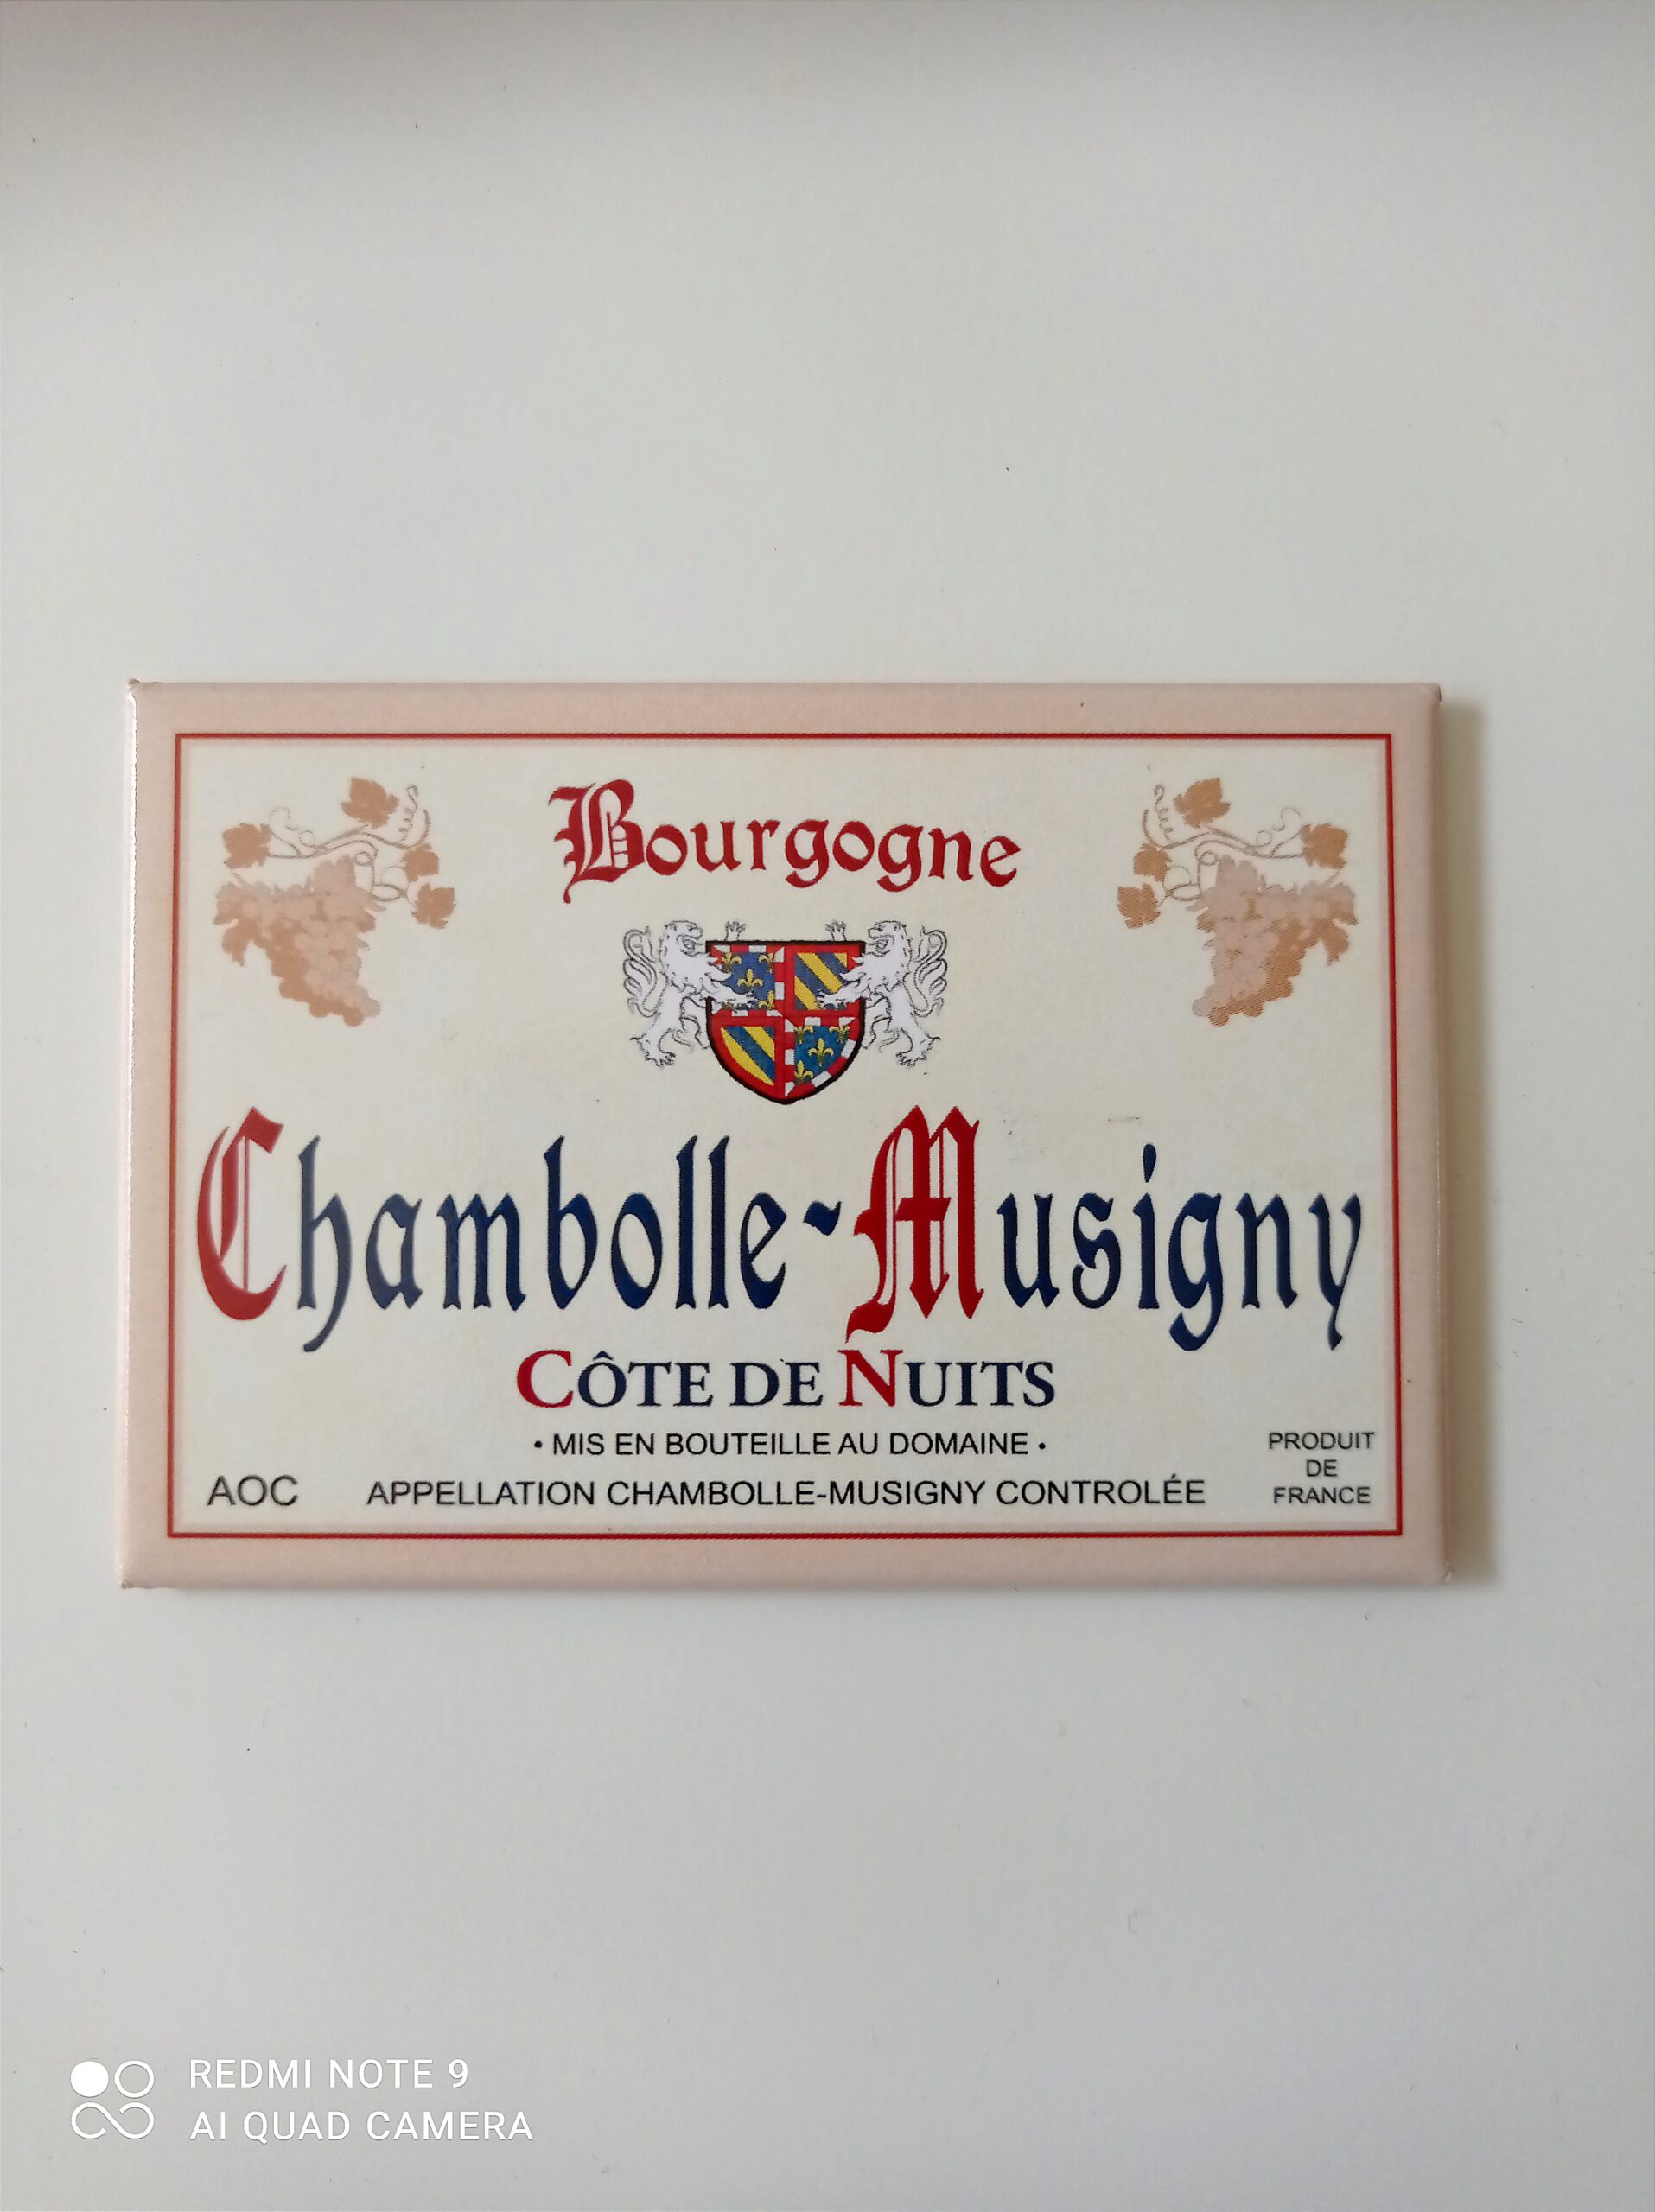 Bourgogne
Chambolle-Musigny
CÔTE DE NUITS
• MIS EN BOUTEILLE AU DOMAINE •
AOC
APPELLATION CHAMBOLLE-MUSIGNY CONTROLÉE
PRODUIT
DE
FRANCE
REDMI NOTE 9
AI QUAD CAMERA